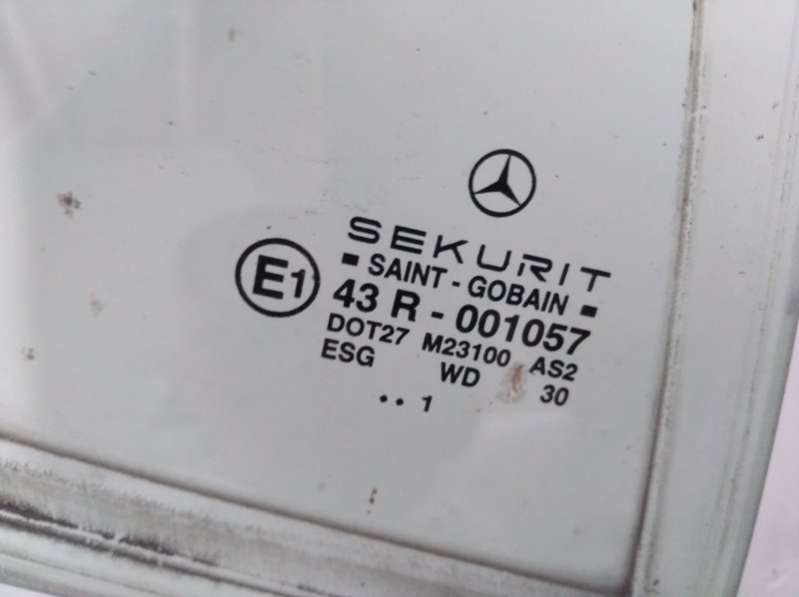 SEKURIT
▪ SAINT - GOBAIN ▪
E1 43 R - 001057
DOT27 M23100 AS2
ESG WD 30
•• 1